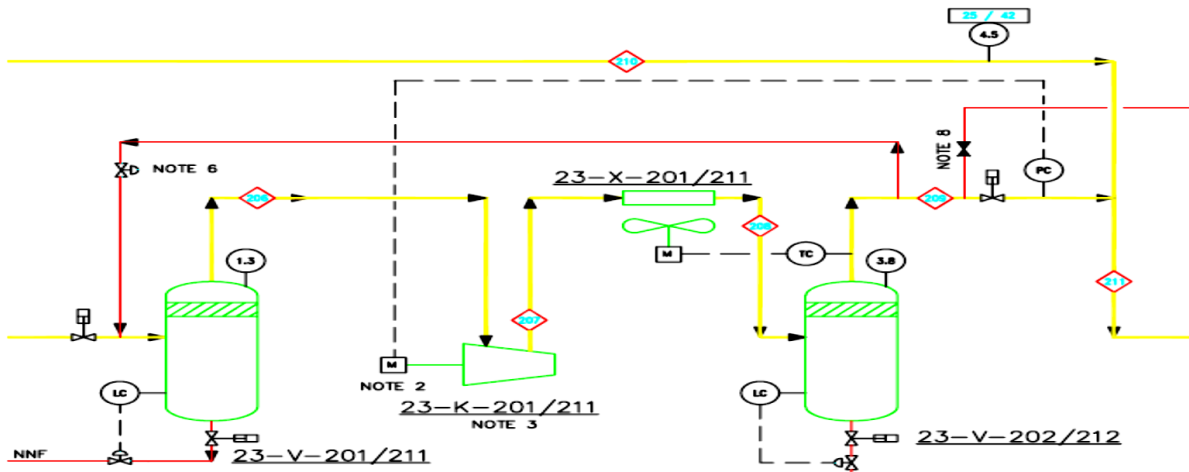 25 / 42
4.5
210
NOTE 8
NOTE 6
23-X-201/211
PC
206
209
208
M
TC
1.3
3.8
211
207
M
NOTE 2
LC
LC
23-K-201/211
NOTE 3
23-V-202/212
NNF
23-V-201/211